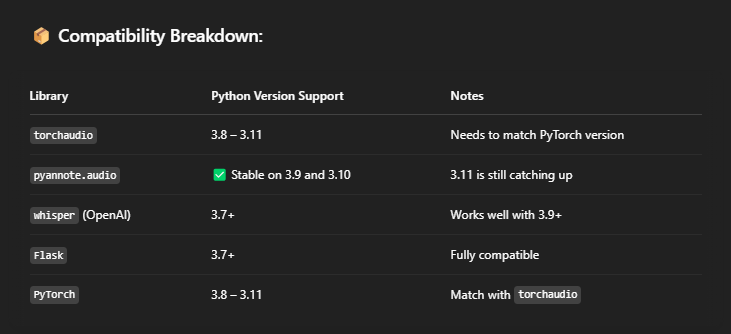 📦 Compatibility Breakdown:
Library Python Version Support Notes
torchaudio 3.8 – 3.11 Needs to match PyTorch version
pyannote.audio ✅ Stable on 3.9 and 3.10 3.11 is still catching up
whisper (OpenAI) 3.7+ Works well with 3.9+
Flask 3.7+ Fully compatible
PyTorch 3.8 – 3.11 Match with torchaudio